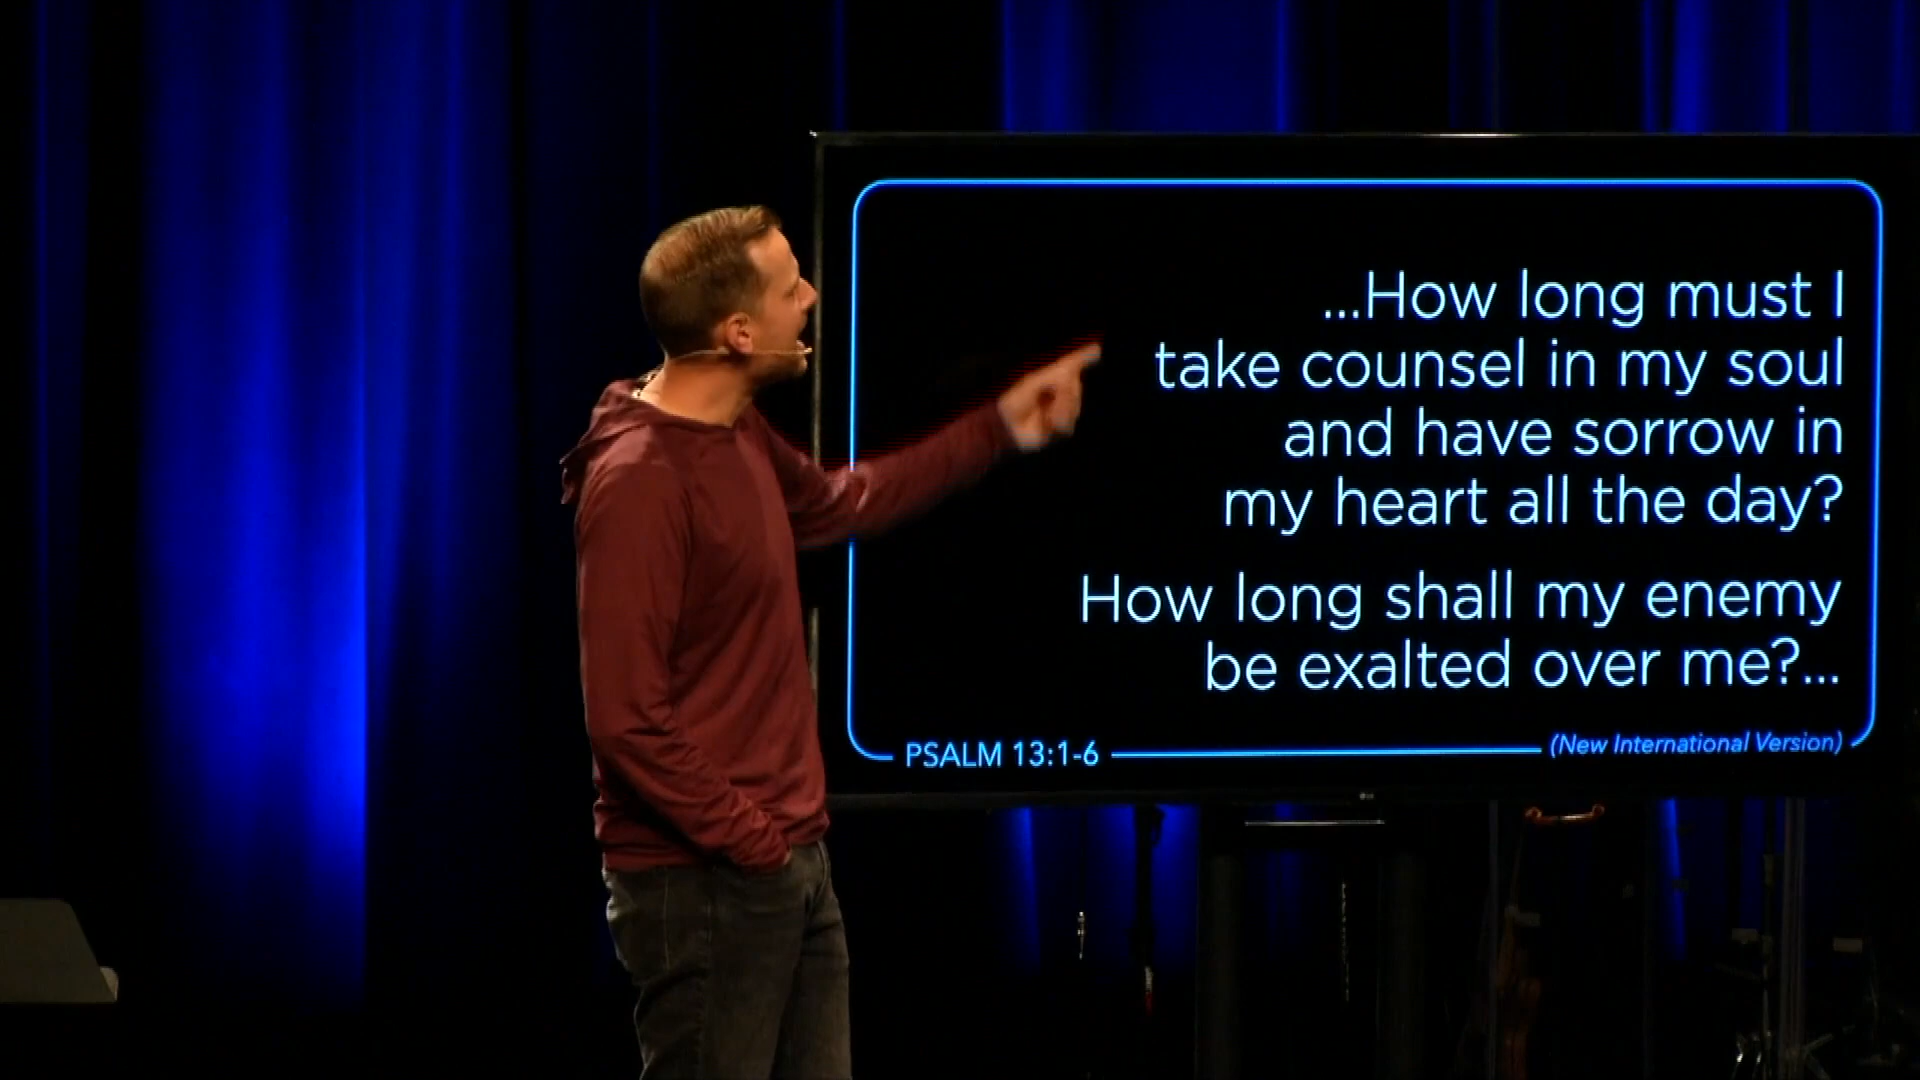 ...How long must I
take counsel in my soul
and have sorrow in
my heart all the day?
How long shall my enemy
be exalted over me?...
PSALM 13:1-6
(New International Version)